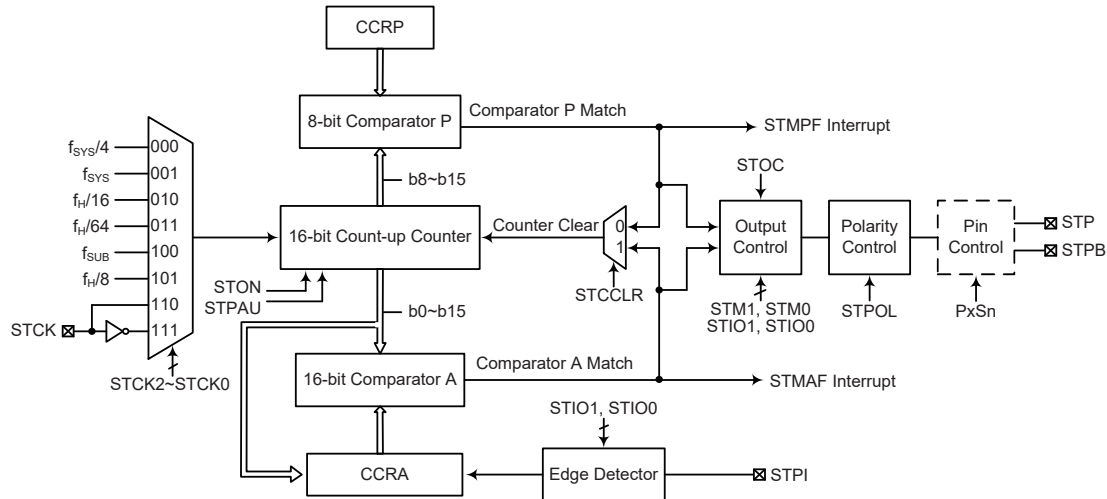 CCRP
8-bit Comparator P
Comparator P Match
STMPF Interrupt
b8~b15
fSYS/4
000
fSYS
001
fH/16
010
fH/64
011
fSUB
100
fH/8
101
110
111
STCK
STCK2~STCK0
16-bit Count-up Counter
STON
STPAU
Counter Clear
0
1
STCCLR
STOC
Output
Control
STM1, STM0
STIO1, STIO0
Polarity
Control
STPOL
Pin
Control
PxSn
STP
STPB
b0~b15
16-bit Comparator A
Comparator A Match
STMAF Interrupt
STIO1, STIO0
CCRA
Edge Detector
STPI